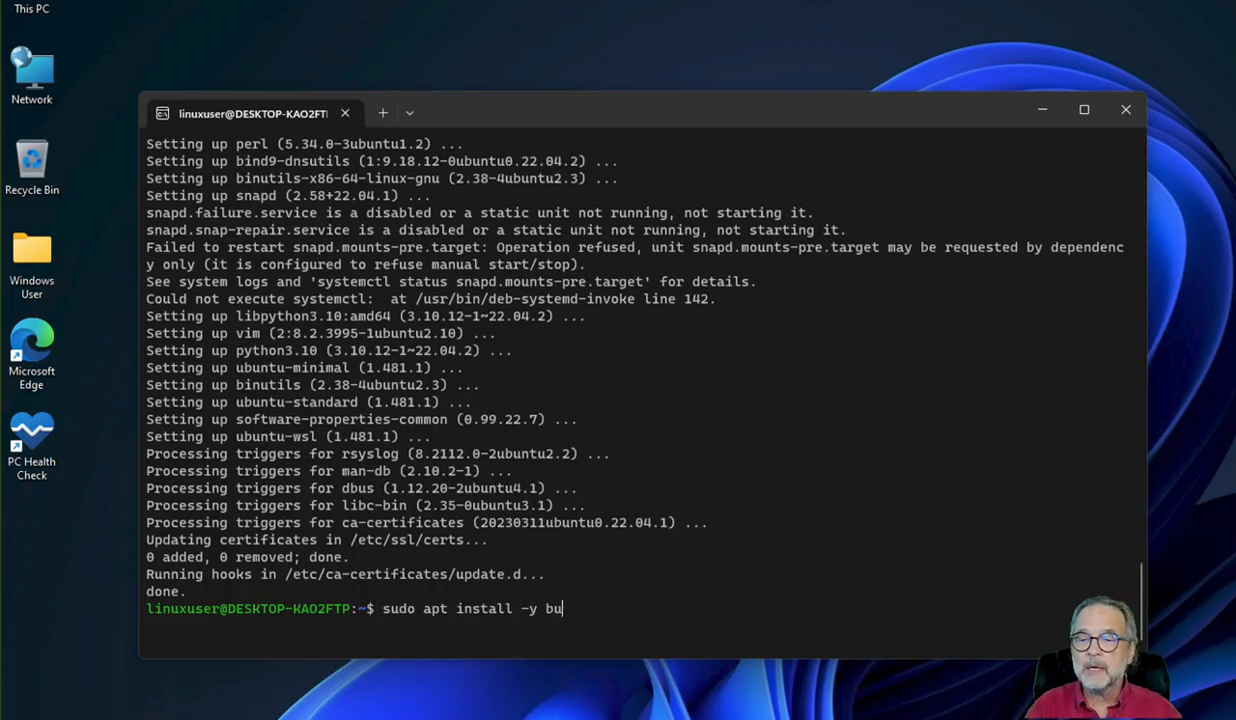 This PC
Network
Recycle Bin
Windows
User
Microsoft
Edge
PC Health
Check
linuxuser@DESKTOP-KAO2FTI
Setting up perl (5.34.0-3ubuntu1.2) ...
Setting up bind9-dnsutils (1:9.18.12-0ubuntu0.22.04.2) ...
Setting up binutils-x86-64-linux-gnu (2.38-4ubuntu2.3) ...
Setting up snapd (2.58+22.04.1) ...
snapd.failure.service is a disabled or a static unit not running, not starting it.
snapd.snap-repair.service is a disabled or a static unit not running, not starting it.
Failed to restart snapd.mounts-pre.target: Operation refused, unit snapd.mounts-pre.target may be requested by dependenc
y only (it is configured to refuse manual start/stop).
See system logs and 'systemctl status snapd.mounts-pre.target' for details.
Could not execute systemctl:  at /usr/bin/deb-systemd-invoke line 142.
Setting up libpython3.10:amd64 (3.10.12-1~22.04.2) ...
Setting up vim (2:8.2.3995-1ubuntu2.10) ...
Setting up python3.10 (3.10.12-1~22.04.2) ...
Setting up ubuntu-minimal (1.481.1) ...
Setting up binutils (2.38-4ubuntu2.3) ...
Setting up ubuntu-standard (1.481.1) ...
Setting up software-properties-common (0.99.22.7) ...
Setting up ubuntu-wsl (1.481.1) ...
Processing triggers for rsyslog (8.2112.0-2ubuntu2.2) ...
Processing triggers for man-db (2.10.2-1) ...
Processing triggers for dbus (1.12.20-2ubuntu4.1) ...
Processing triggers for libc-bin (2.35-0ubuntu3.1) ...
Processing triggers for ca-certificates (20230311ubuntu0.22.04.1) ...
Updating certificates in /etc/ssl/certs...
0 added, 0 removed; done.
Running hooks in /etc/ca-certificates/update.d...
done.
linuxuser@DESKTOP-KAO2FTP:~$ sudo apt install -y bu